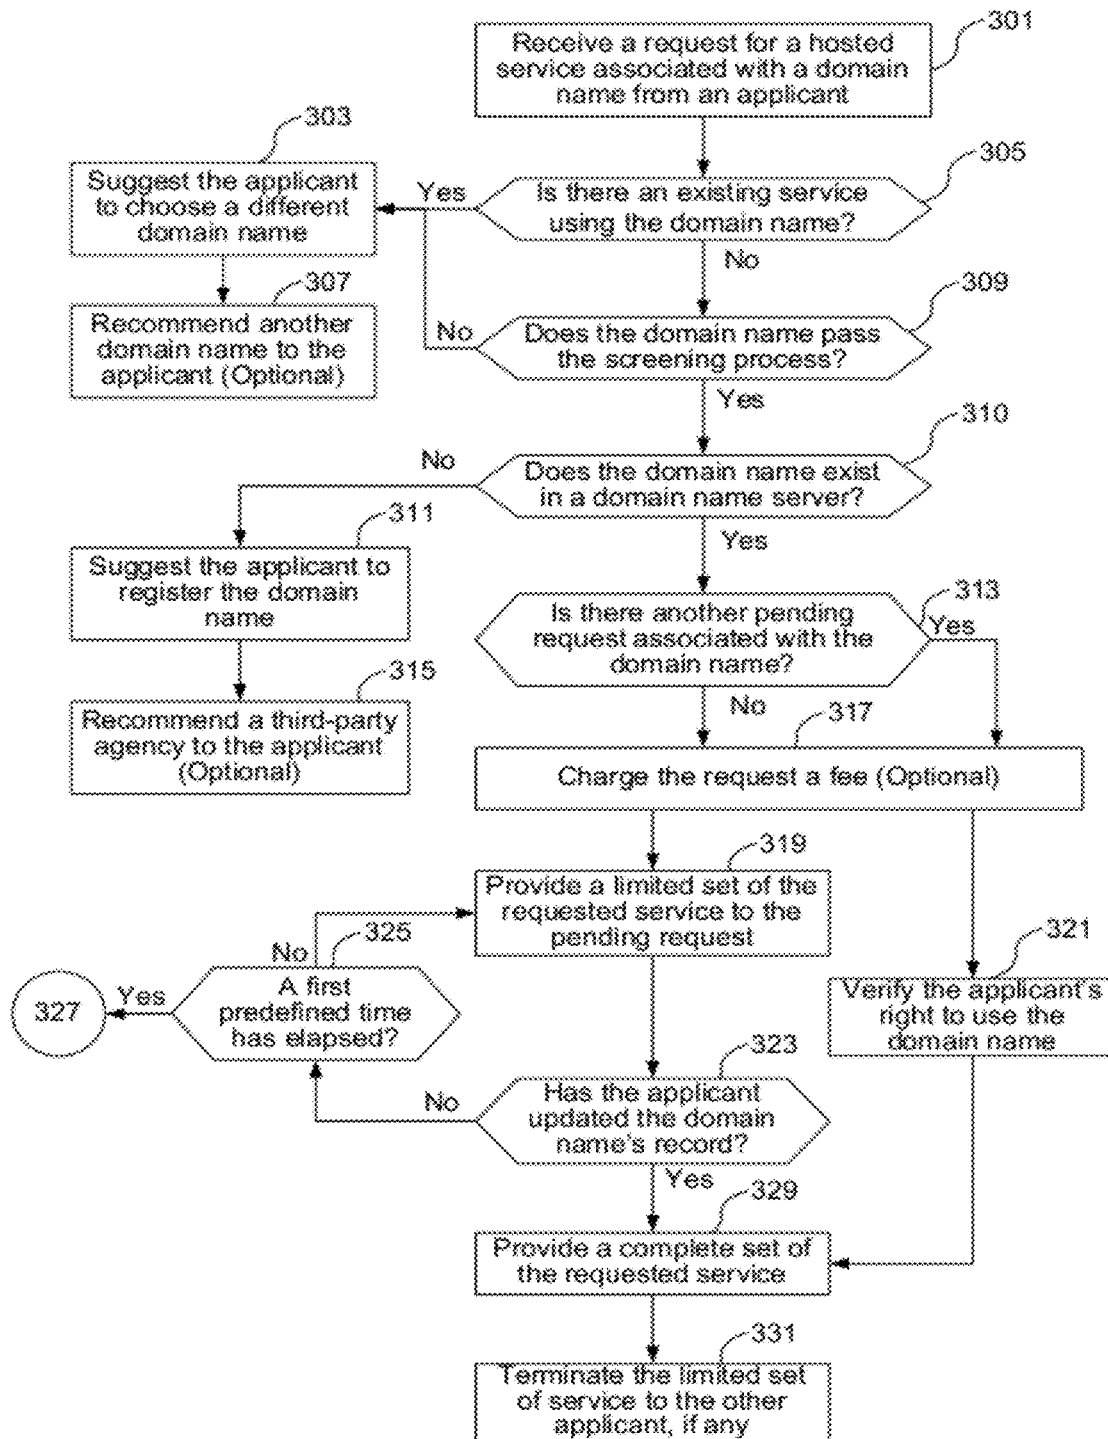 301
Receive a request for a hosted
service associated with a domain
name from an applicant
303
Suggest the applicant
to choose a different
domain name
Yes
305
Is there an existing service
using the domain name?
No
307
Recommend another
domain name to the
applicant (Optional)
No
309
Does the domain name pass
the screening process?
Yes
310
No
Does the domain name exist
in a domain name server?
Yes
311
Suggest the applicant to
register the domain
name
313
Is there another pending
request associated with the
domain name?
Yes
No
315
Recommend a third-party
agency to the applicant
(Optional)
317
Charge the request a fee (Optional)
319
Provide a limited set of the
requested service to the
pending request
321
Verify the applicant's
right to use the
domain name
325
No
A first
predefined time
has elapsed?
Yes
327
323
Has the applicant
updated the domain
name's record?
No
Yes
329
Provide a complete set of
the requested service
331
Terminate the limited set
of service to the other
applicant, if any